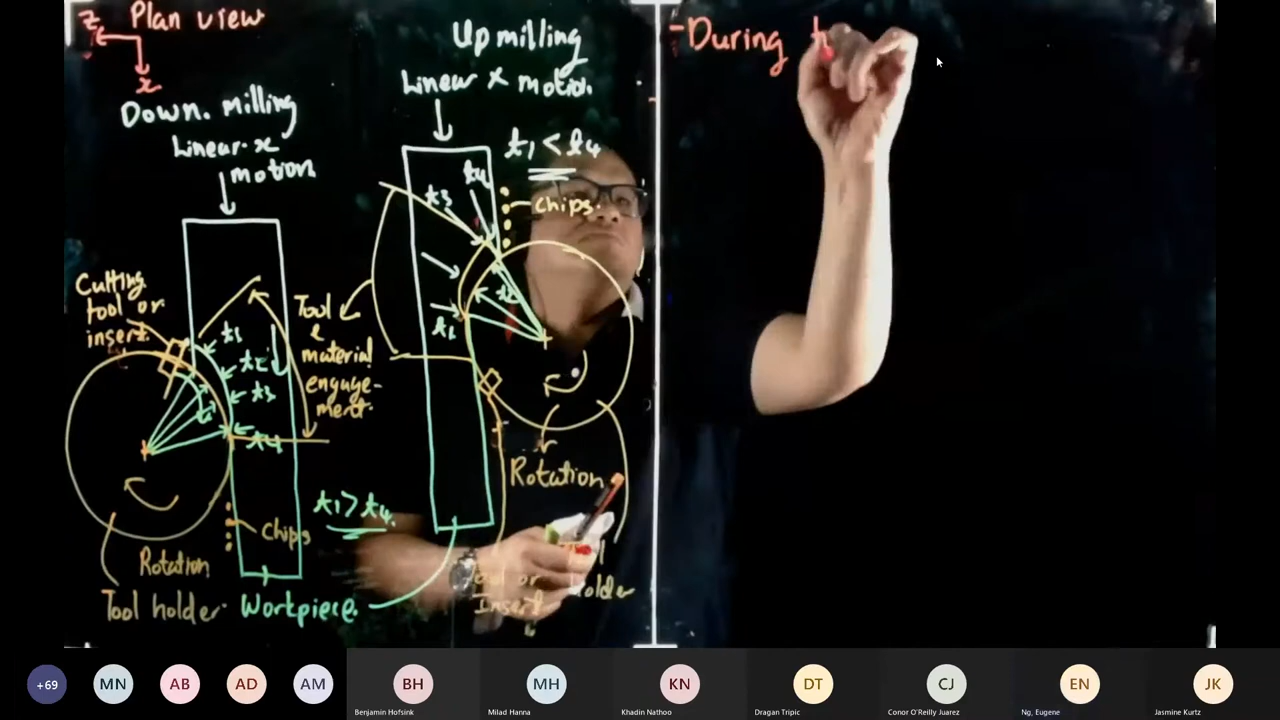 Plan view
z
x
Down. milling
Linear x
motion
Cutting
tool or
insert
t1
t2
t3
t4
Rotation
Tool holder
Chips
t1 > t4
Workpiece
Tool
&
material
engage-
ment
Up milling
Linear x motion
t1 < t4
Chips
t4
t3
t2
t1
Rotation
Tool or
Insert
holder
- During
+69
MN
AB
AD
AM
BH
MH
KN
DT
CJ
EN
JK
Benjamin Hofsink
Milad Hanna
Khadin Nathoo
Dragan Tripic
Conor O'Reilly Juarez
Ng, Eugene
Jasmine Kurtz